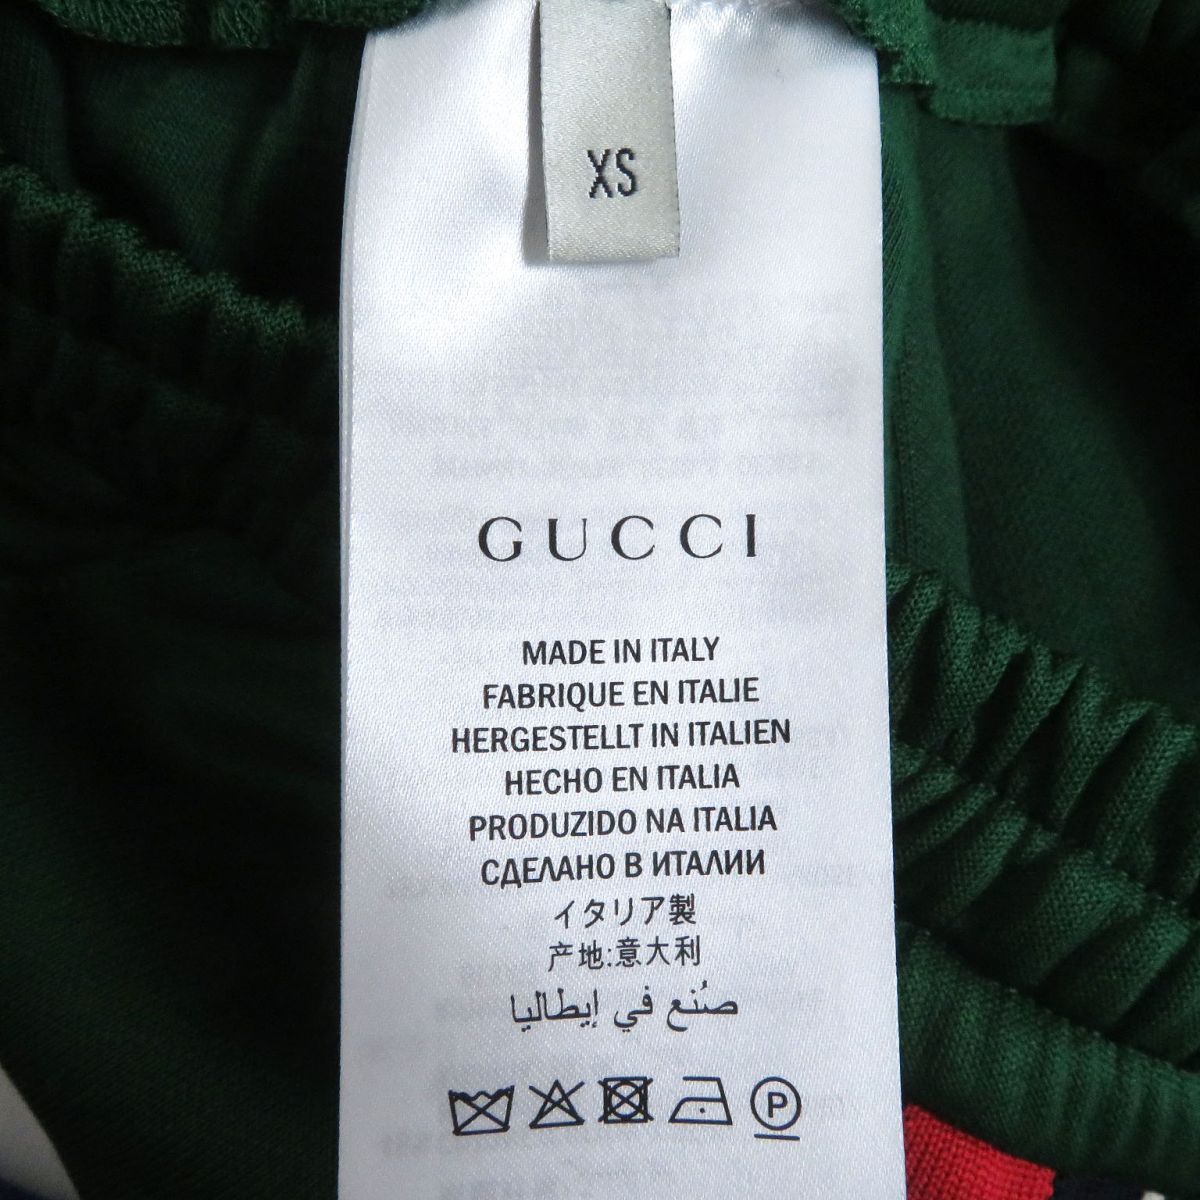 XS
GUCCI
MADE IN ITALY
FABRIQUE EN ITALIE
HERGESTELLT IN ITALIEN
HECHO EN ITALIA
PRODUZIDO NA ITALIA
СДЕЛАНО В ИТАЛИИ
イタリア製
产地:意大利
صُنع في إيطاليا
P